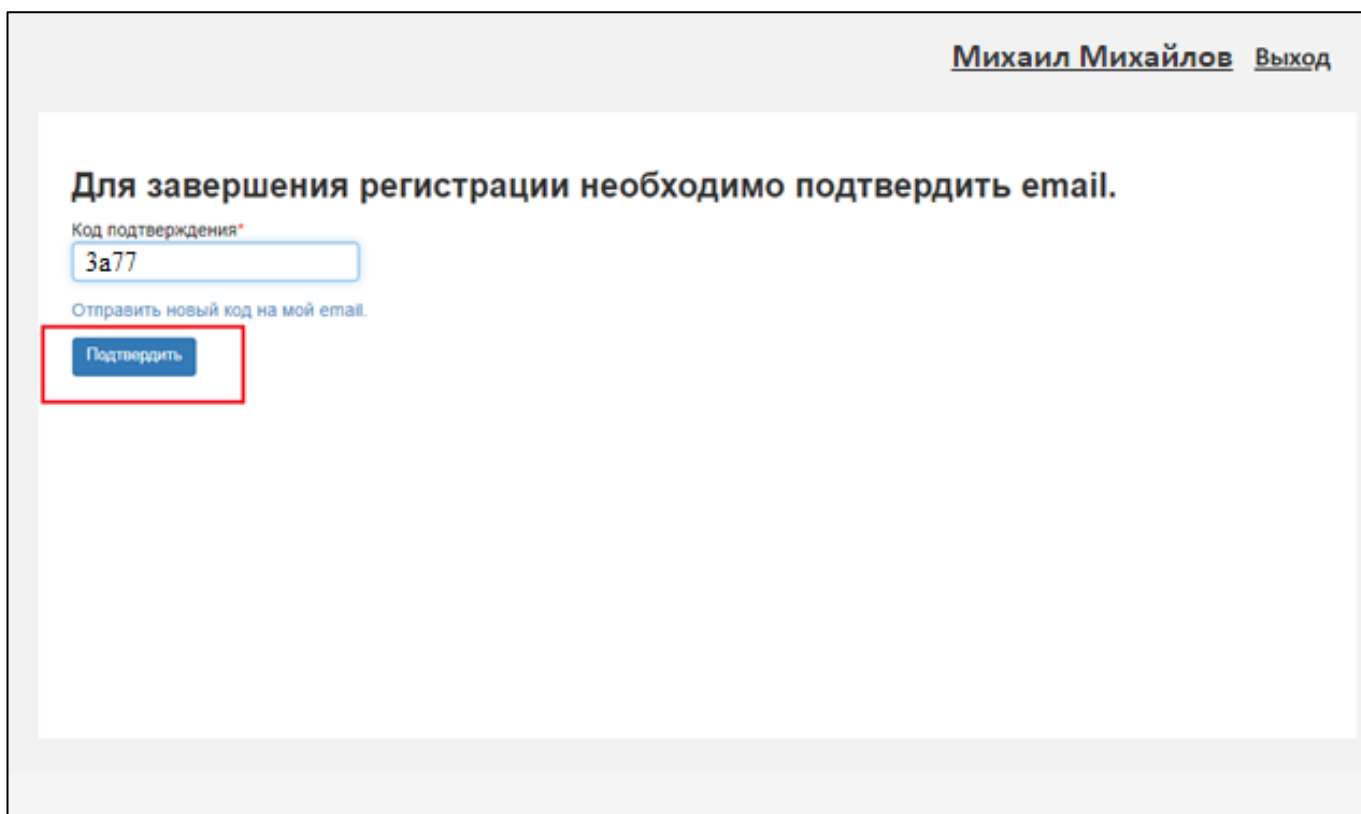 Михаил Михайлов Выход
Для завершения регистрации необходимо подтвердить email.
Код подтверждения*
3a77
Отправить новый код на мой email.
Подтвердить